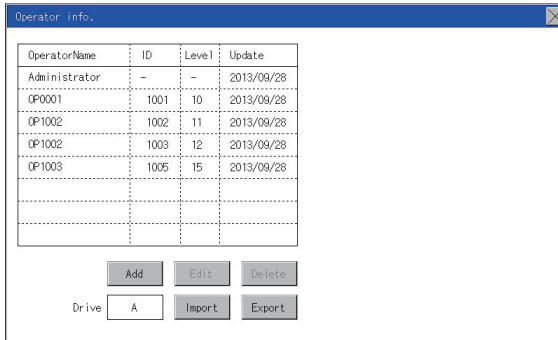 Operator info.
OperatorName ID Level Update
Administrator - - 2013/09/28
OP0001 1001 10 2013/09/28
OP1002 1002 11 2013/09/28
OP1002 1003 12 2013/09/28
OP1003 1005 15 2013/09/28
Add Edit Delete
Drive A Import Export